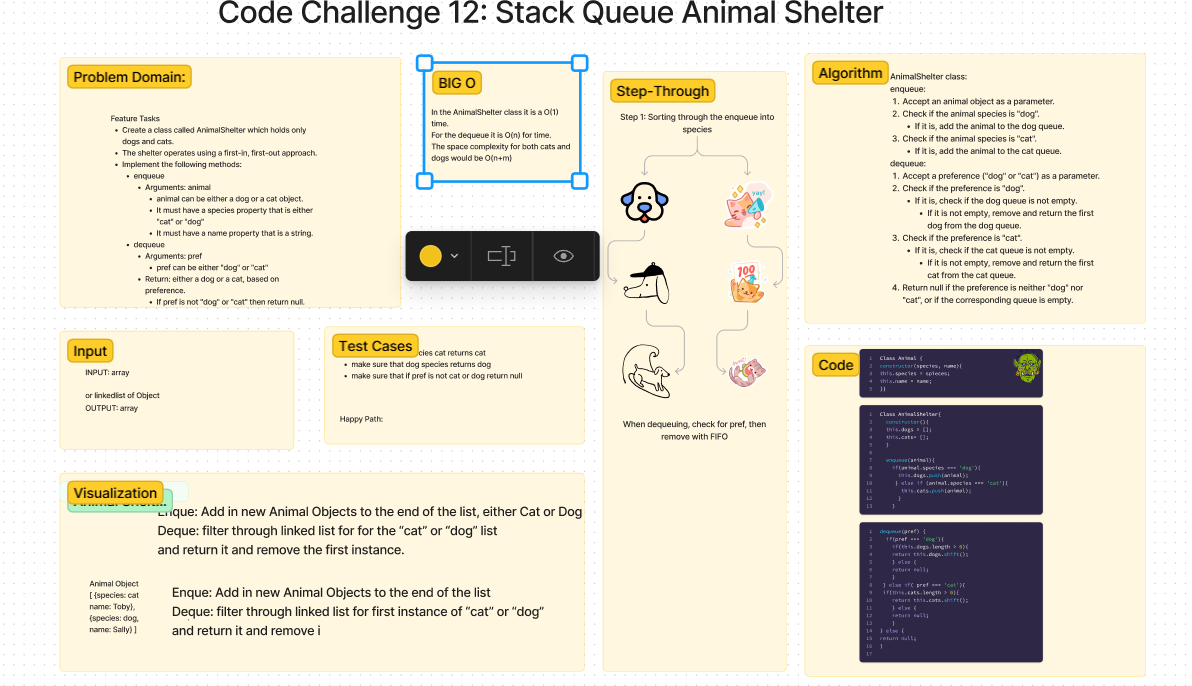 Code Challenge 12: Stack Queue Animal Shelter
Problem Domain:
Feature Tasks
• Create a class called AnimalShelter which holds only
dogs and cats.
• The shelter operates using a first-in, first-out approach.
• Implement the following methods:
• enqueue
• Arguments: animal
• animal can be either a dog or a cat object.
• It must have a species property that is either
"cat" or "dog"
• It must have a name property that is a string.
• dequeue
• Arguments: pref
• pref can be either "dog" or "cat"
• Return: either a dog or a cat, based on
preference.
• If pref is not "dog" or "cat" then return null.
BIG O
In the AnimalShelter class it is a O(1)
time.
For the dequeue it is O(n) for time.
The space complexity for both cats and
dogs would be O(n+m)
Input
INPUT: array
or linkedlist of Object
OUTPUT: array
Test Cases
cies cat returns cat
• make sure that dog species returns dog
• make sure that if pref is not cat or dog return null
Happy Path:
Visualization
Enque: Add in new Animal Objects to the end of the list, either Cat or Dog
Deque: filter through linked list for for the “cat” or “dog” list
and return it and remove the first instance.
Animal Object
[ {species: cat
name: Toby},
{species: dog,
name: Sally} ]
Enque: Add in new Animal Objects to the end of the list
Deque: filter through linked list for first instance of “cat” or “dog”
and return it and remove i
Step-Through
Step 1: Sorting through the enqueue into
species
yay!
100
When dequeuing, check for pref, then
remove with FIFO
Algorithm
AnimalShelter class:
enqueue:
1. Accept an animal object as a parameter.
2. Check if the animal species is "dog".
• If it is, add the animal to the dog queue.
3. Check if the animal species is "cat".
• If it is, add the animal to the cat queue.
dequeue:
1. Accept a preference ("dog" or "cat") as a parameter.
2. Check if the preference is "dog".
• If it is, check if the dog queue is not empty.
• If it is not empty, remove and return the first
dog from the dog queue.
3. Check if the preference is "cat".
• If it is, check if the cat queue is not empty.
• If it is not empty, remove and return the first
cat from the cat queue.
4. Return null if the preference is neither "dog" nor
"cat", or if the corresponding queue is empty.
Code
1 Class Animal {
2 constructor(species, name){
3 this.species = spieces;
4 this.name = name;
5 }}
1 Class AnimalShelter{
2 constructor(){
3 this.dogs = [];
4 this.cats= [];
5 }
6
7 enqueue(animal){
8 if(animal.species === 'dog'){
9 this.dogs.push(animal);
10 } else if (animal.species === 'cat'){
11 this.cats.push(animal);
12 }
13 }
1 dequeue(pref) {
2 if(pref === 'dog'){
3 if(this.dogs.length > 0){
4 return this.dogs.shift();
5 } else {
6 return null;
7 }
8 } else if( pref === 'cat'){
9 if(this.cats.length > 0){
10 return this.cats.shift();
11 } else {
12 return null;
13 }
14 } else {
15 return null;
16 }
17